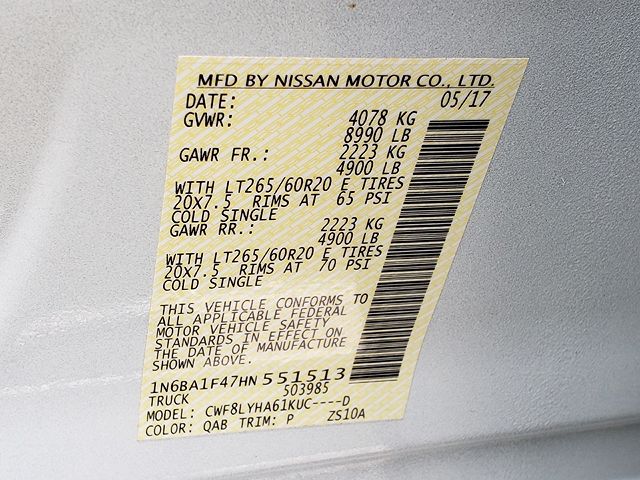 MFD BY NISSAN MOTOR CO., LTD.
DATE: 05/17
GVWR: 4078 KG
8990 LB
GAWR FR.: 2223 KG
4900 LB
WITH LT265/60R20 E TIRES
20X7.5 RIMS AT 65 PSI
COLD SINGLE
GAWR RR.: 2223 KG
4900 LB
WITH LT265/60R20 E TIRES
20X7.5 RIMS AT 70 PSI
COLD SINGLE
THIS VEHICLE CONFORMS TO
ALL APPLICABLE FEDERAL
MOTOR VEHICLE SAFETY
STANDARDS IN EFFECT ON
THE DATE OF MANUFACTURE
SHOWN ABOVE.
1N6BA1F47HN551513
TRUCK 503985
MODEL: CWF8LYHA61KUC----D
COLOR: QAB TRIM: P ZS10A